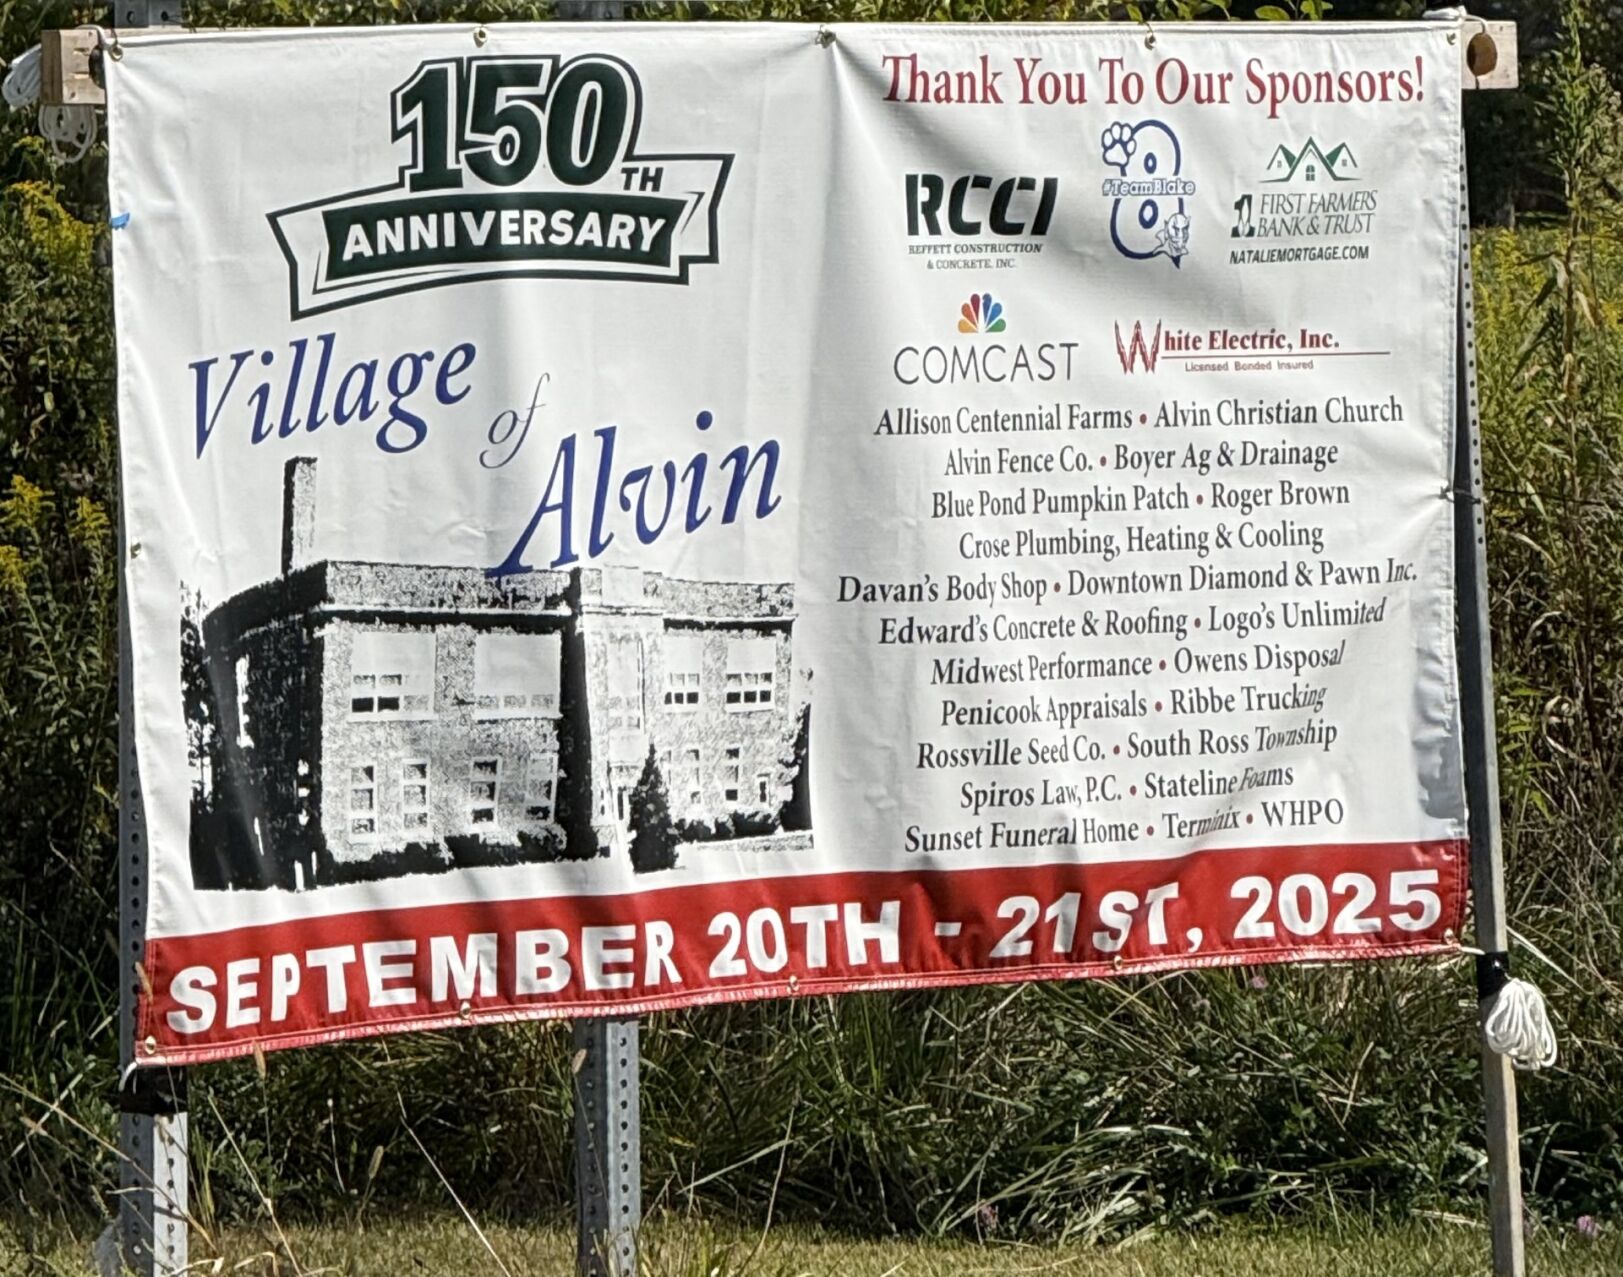 150TH
ANNIVERSARY
Village
of
Alvin
Thank You To Our Sponsors!
RCCI
REFFETT CONSTRUCTION
& CONCRETE, INC.
8
#TeamBlake
1 FIRST FARMERS
BANK & TRUST
NATALIEMORTGAGE.COM
COMCAST
White Electric, Inc.
Licensed Bonded Insured
Allison Centennial Farms • Alvin Christian Church
Alvin Fence Co. • Boyer Ag & Drainage
Blue Pond Pumpkin Patch • Roger Brown
Crose Plumbing, Heating & Cooling
Davan's Body Shop • Downtown Diamond & Pawn Inc.
Edward's Concrete & Roofing • Logo's Unlimited
Midwest Performance • Owens Disposal
Penicook Appraisals • Ribbe Trucking
Rossville Seed Co. • South Ross Township
Spiros Law, P.C. • Stateline Foams
Sunset Funeral Home • Terminix • WHPO
SEPTEMBER 20TH - 21ST, 2025